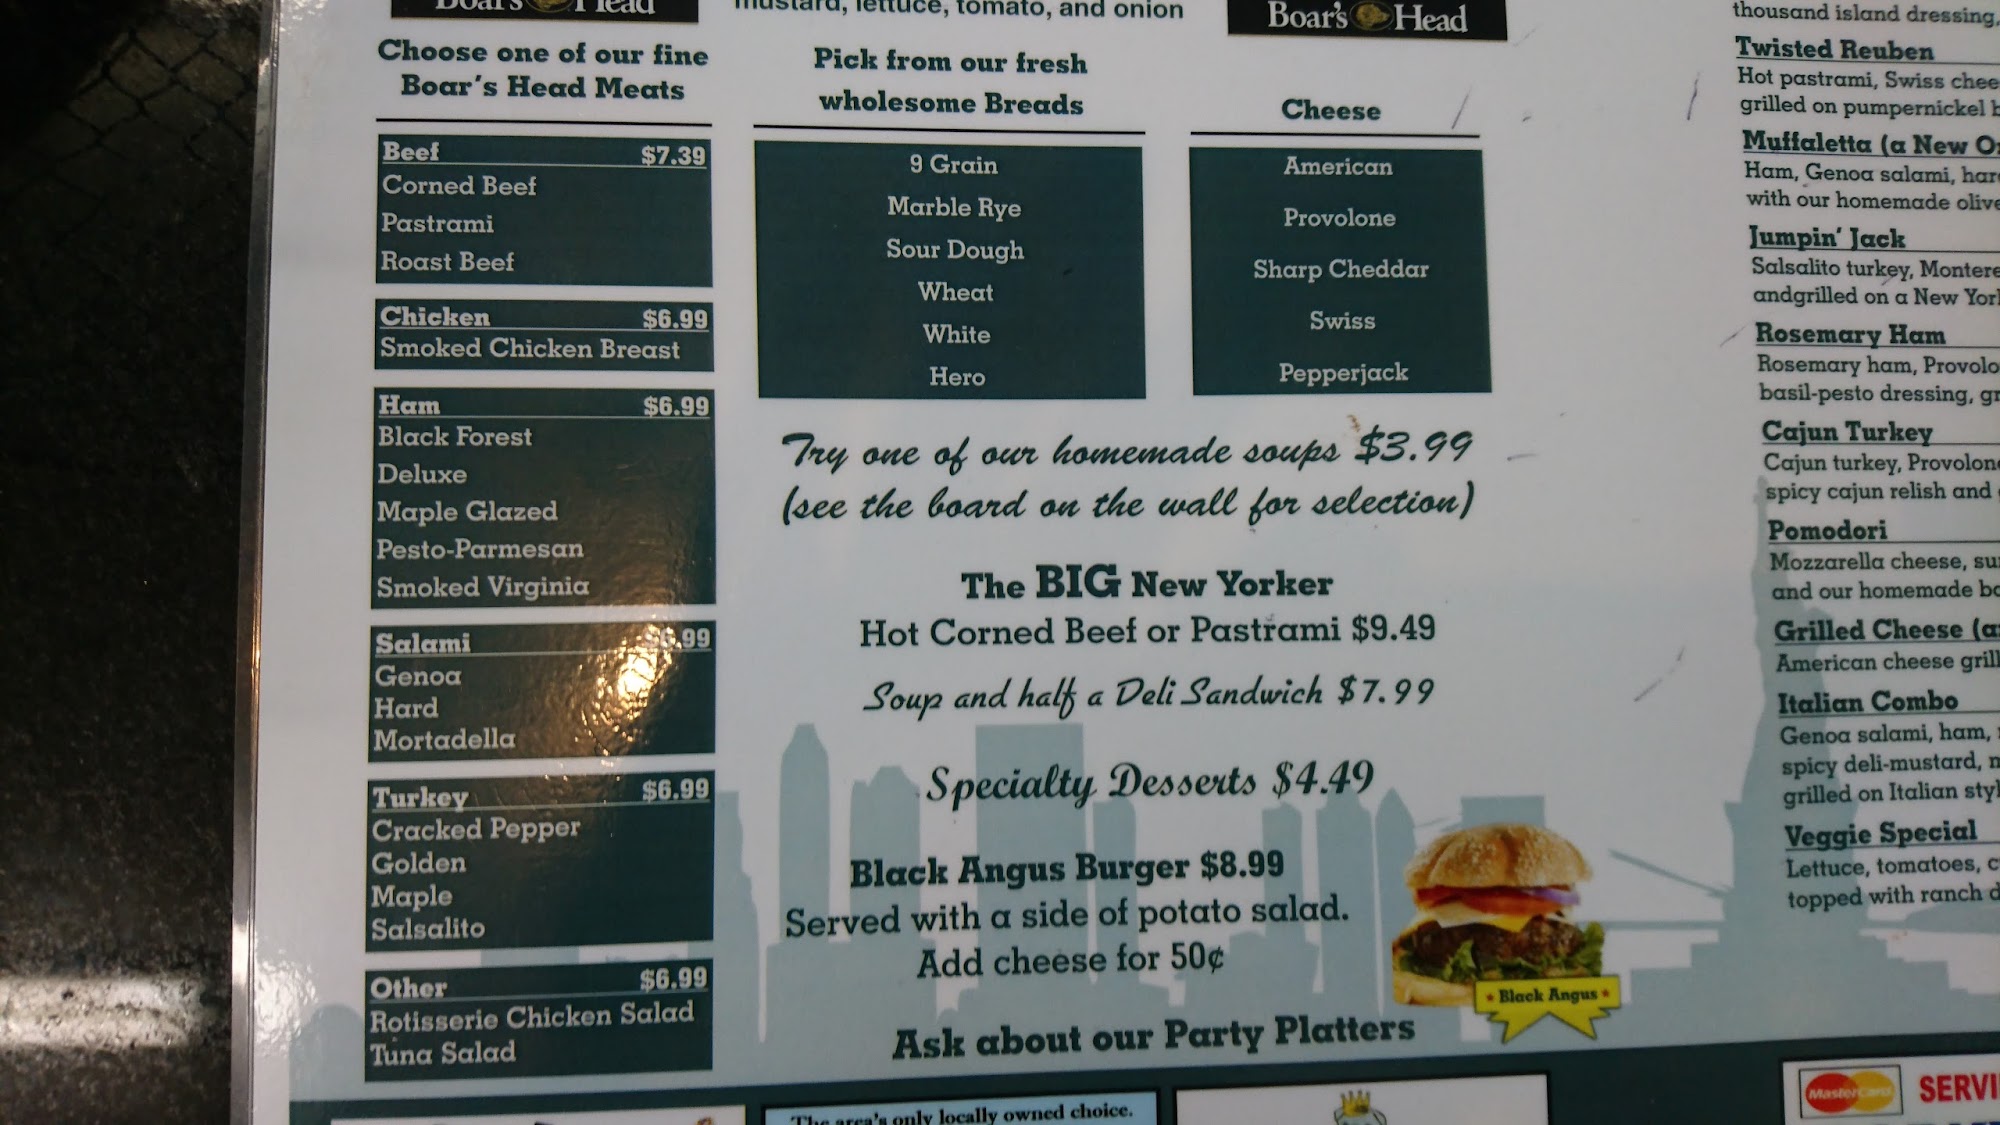 Boar's Head
mustard, lettuce, tomato, and onion
Boar's Head
Choose one of our fine
Boar's Head Meats
Beef $7.39
Corned Beef
Pastrami
Roast Beef
Chicken $6.99
Smoked Chicken Breast
Ham $6.99
Black Forest
Deluxe
Maple Glazed
Pesto-Parmesan
Smoked Virginia
Salami $6.99
Genoa
Hard
Mortadella
Turkey $6.99
Cracked Pepper
Golden
Maple
Salsalito
Other $6.99
Rotisserie Chicken Salad
Tuna Salad
Pick from our fresh
wholesome Breads
9 Grain
Marble Rye
Sour Dough
Wheat
White
Hero
Cheese
American
Provolone
Sharp Cheddar
Swiss
Pepperjack
Try one of our homemade soups $3.99
(see the board on the wall for selection)
The BIG New Yorker
Hot Corned Beef or Pastrami $9.49
Soup and half a Deli Sandwich $7.99
Specialty Desserts $4.49
Black Angus Burger $8.99
Served with a side of potato salad.
Add cheese for 50¢
Black Angus
Ask about our Party Platters
thousand island dressing,
Twisted Reuben
Hot pastrami, Swiss
grilled on pumpernickel
Muffaletta (a New
Ham, Genoa salami,
with our homemade
Jumpin' Jack
Salsalito turkey,
andgrilled on a New
Rosemary Ham
Rosemary ham,
basil-pesto dressing,
Cajun Turkey
Cajun turkey,
spicy cajun relish and
Pomodori
Mozzarella cheese,
and our homemade
Grilled Cheese
American cheese
Italian Combo
Genoa salami, ham,
spicy deli-mustard,
grilled on Italian
Veggie Special
Lettuce, tomatoes,
topped with ranch
The area's only locally owned choice.
MasterCard